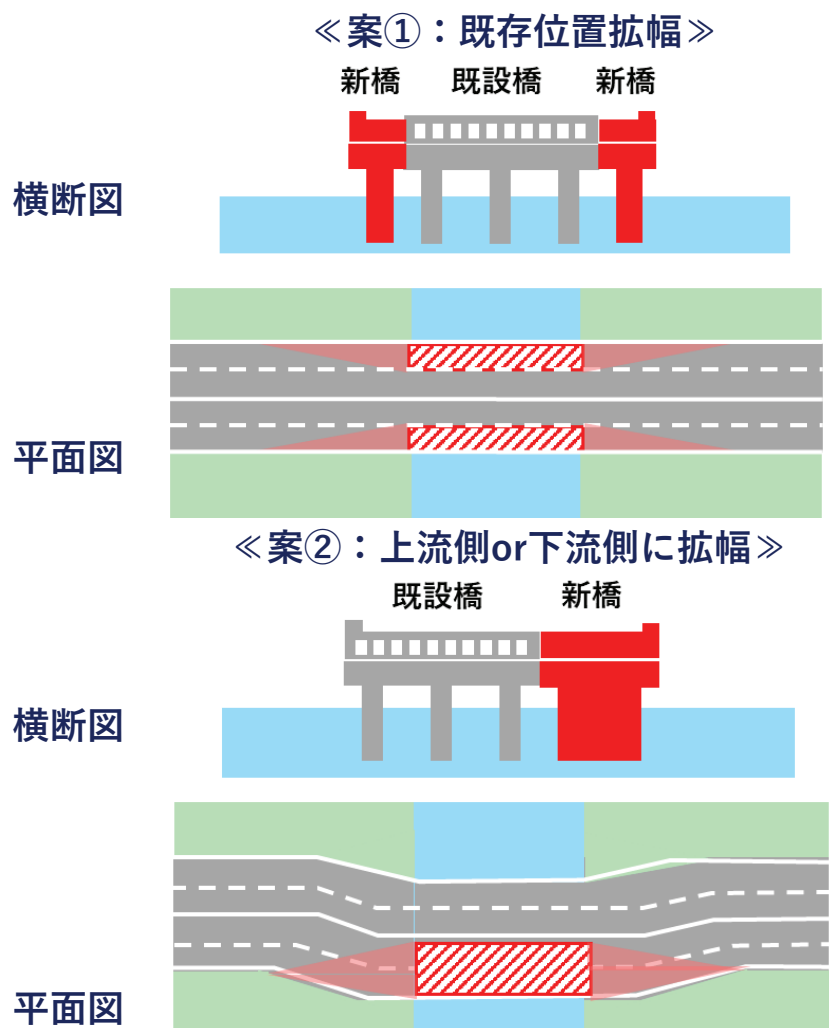 ≪案①:既存位置拡幅≫
新橋 既設橋 新橋
横断図
平面図
≪案②:上流側or下流側に拡幅≫
既設橋 新橋
横断図
平面図